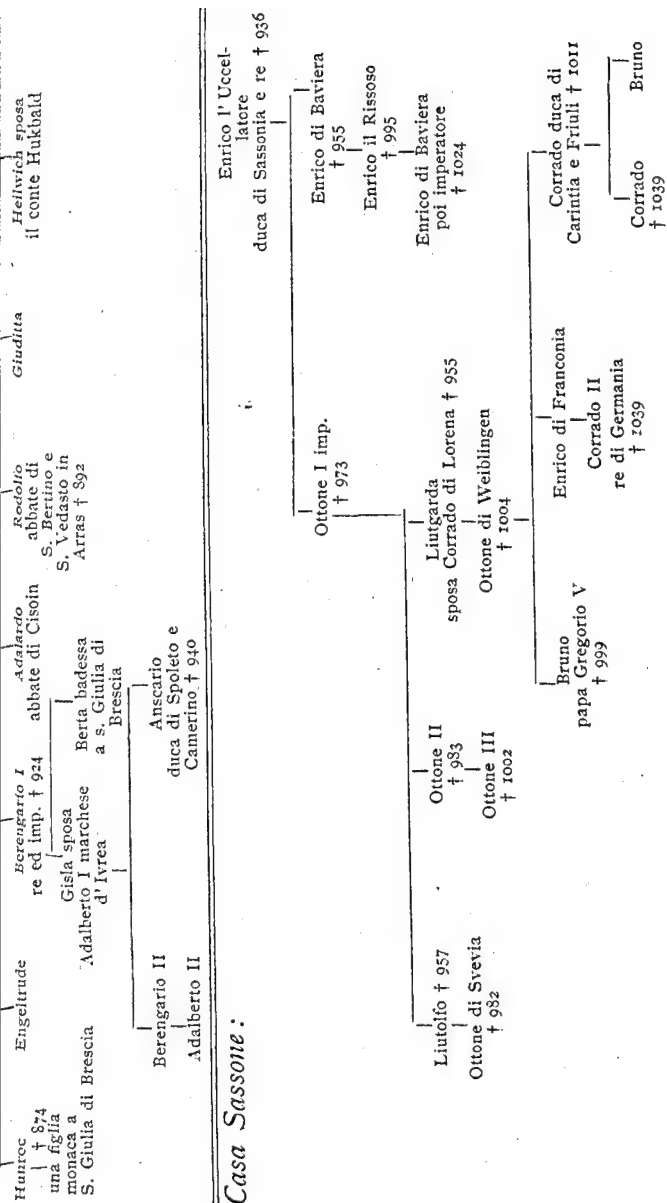 Hunroc
† 874
una figlia
monaca a
S. Giulia di Brescia
Engeltrude
Berengario I
re ed imp. † 924
Adalardo
abbate di Cisoin
Rodolfo
abbate di
S. Bertino e
S. Vedasto in
Arras † 892
Giuditta
Heilwich sposa
il conte Hukbald
Gisla sposa
Adalberto I marchese
d' Ivrea
Berta badessa
a s. Giulia di
Brescia
Berengario II
Adalberto II
Anscario
duca di Spoleto e
Camerino † 940
Casa Sassone :
Enrico l' Uccel-
latore
duca di Sassonia e re † 936
Ottone I imp.
† 973
Enrico di Baviera
† 955
Enrico il Rissoso
† 995
Enrico di Baviera
poi imperatore
† 1024
Liutolfo † 957
Ottone di Svevia
† 982
Ottone II
† 983
Ottone III
† 1002
Liutgarda
sposa Corrado di Lorena † 955
Ottone di Weiblingen
† 1004
Bruno
papa Gregorio V
† 999
Enrico di Franconia
Corrado II
re di Germania
† 1039
Corrado duca di
Carintia e Friuli † 1011
Corrado
† 1039
Bruno